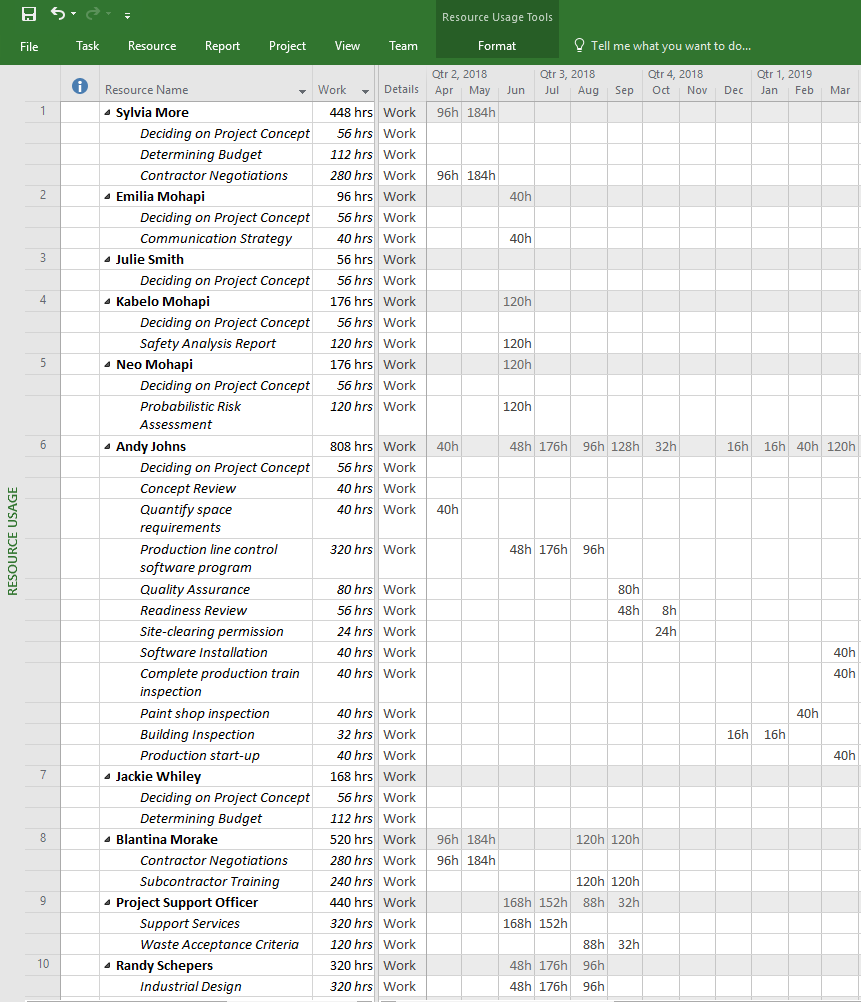 Resource Usage Tools
File Task Resource Report Project View Team Format Tell me what you want to do...
Qtr 2, 2018 Qtr 3, 2018 Qtr 4, 2018 Qtr 1, 2019
Resource Name Work Details Apr May Jun Jul Aug Sep Oct Nov Dec Jan Feb Mar
1 Sylvia More 448 hrs Work 96h 184h
Deciding on Project Concept 56 hrs Work
Determining Budget 112 hrs Work
Contractor Negotiations 280 hrs Work 96h 184h
2 Emilia Mohapi 96 hrs Work 40h
Deciding on Project Concept 56 hrs Work
Communication Strategy 40 hrs Work 40h
3 Julie Smith 56 hrs Work
Deciding on Project Concept 56 hrs Work
4 Kabelo Mohapi 176 hrs Work 120h
Deciding on Project Concept 56 hrs Work
Safety Analysis Report 120 hrs Work 120h
5 Neo Mohapi 176 hrs Work 120h
Deciding on Project Concept 56 hrs Work
Probabilistic Risk 120 hrs Work 120h
Assessment
6 Andy Johns 808 hrs Work 40h 48h 176h 96h 128h 32h 16h 16h 40h 120h
Deciding on Project Concept 56 hrs Work
Concept Review 40 hrs Work
Quantify space 40 hrs Work 40h
requirements
Production line control 320 hrs Work 48h 176h 96h
software program
Quality Assurance 80 hrs Work 80h
Readiness Review 56 hrs Work 48h 8h
Site-clearing permission 24 hrs Work 24h
Software Installation 40 hrs Work 40h
Complete production train 40 hrs Work 40h
inspection
Paint shop inspection 40 hrs Work 40h
Building Inspection 32 hrs Work 16h 16h
Production start-up 40 hrs Work 40h
7 Jackie Whiley 168 hrs Work
Deciding on Project Concept 56 hrs Work
Determining Budget 112 hrs Work
8 Blantina Morake 520 hrs Work 96h 184h 120h 120h
Contractor Negotiations 280 hrs Work 96h 184h
Subcontractor Training 240 hrs Work 120h 120h
9 Project Support Officer 440 hrs Work 168h 152h 88h 32h
Support Services 320 hrs Work 168h 152h
Waste Acceptance Criteria 120 hrs Work 88h 32h
10 Randy Schepers 320 hrs Work 48h 176h 96h
Industrial Design 320 hrs Work 48h 176h 96h
RESOURCE USAGE